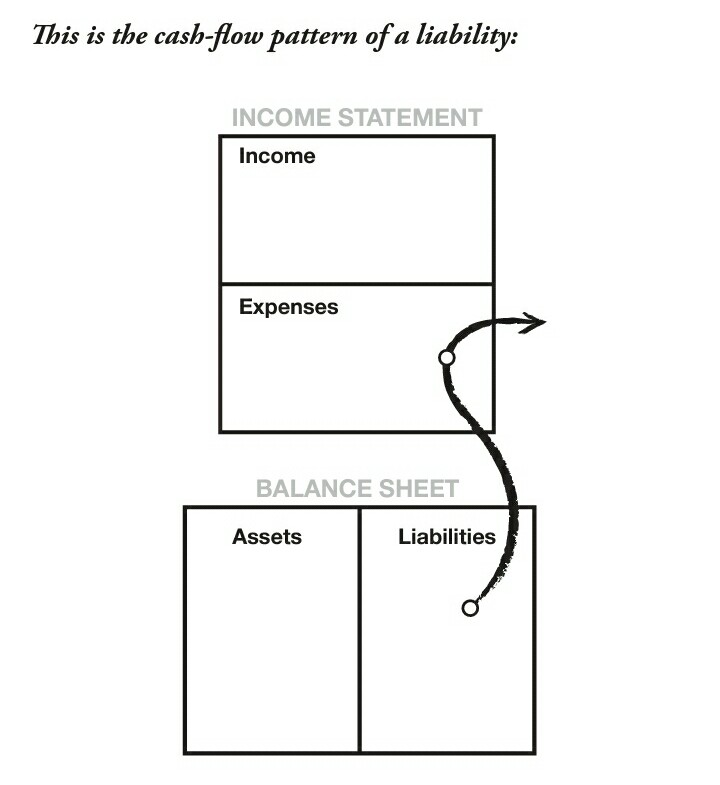 This is the cash-flow pattern of a liability:
INCOME STATEMENT
Income
Expenses
BALANCE SHEET
Assets
Liabilities